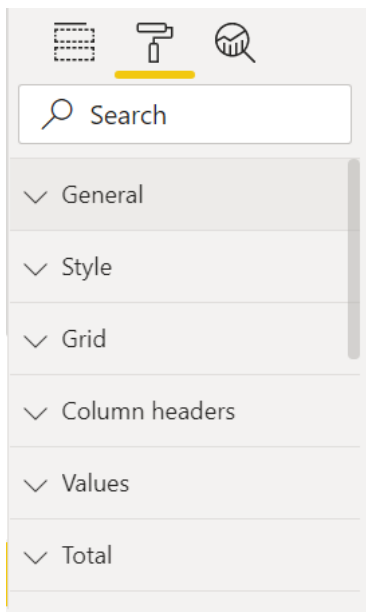 Search
General
Style
Grid
Column headers
Values
Total